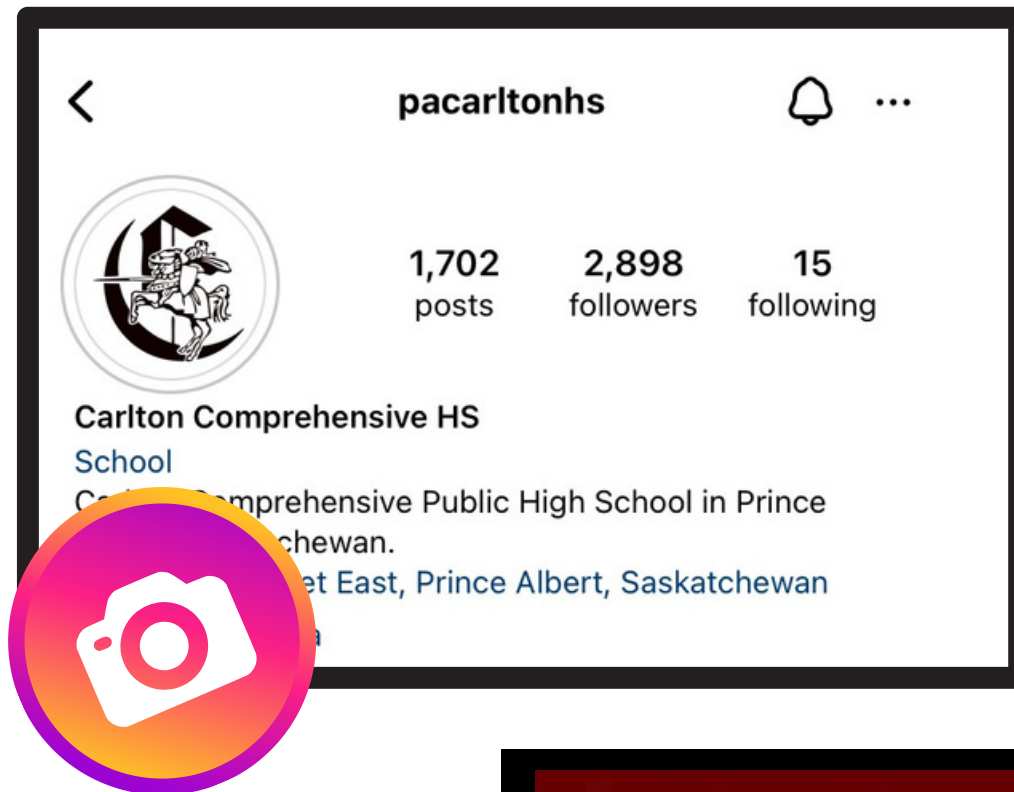 pacarltonhs
1,702 2,898 15
posts followers following
Carlton Comprehensive HS
School
Comprehensive Public High School in Prince
chewan.
et East, Prince Albert, Saskatchewan